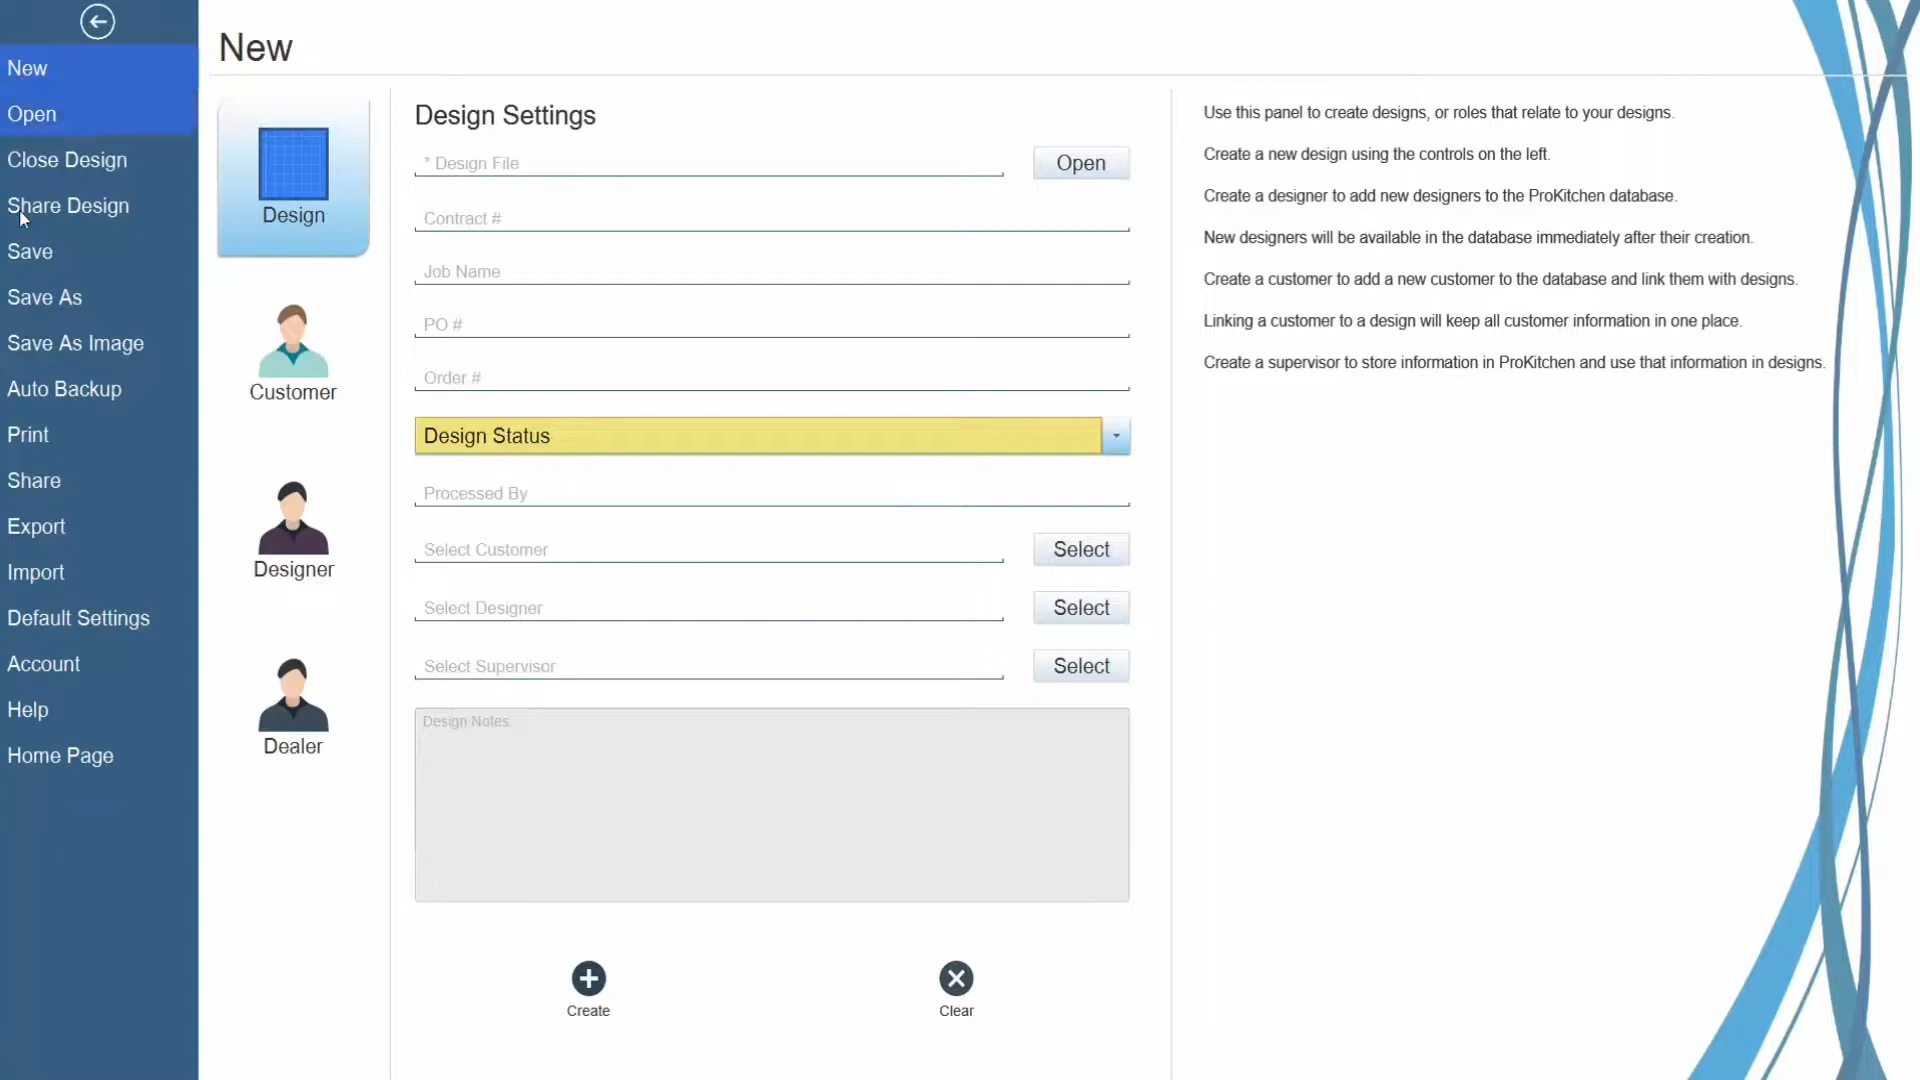 New
Open
Close Design
Share Design
Save
Save As
Save As Image
Auto Backup
Print
Share
Export
Import
Default Settings
Account
Help
Home Page
New
Design
Customer
Designer
Dealer
Design Settings
* Design File
Open
Contract #
Job Name
PO #
Order #
Design Status
Processed By
Select Customer
Select
Select Designer
Select
Select Supervisor
Select
Design Notes
Create
Clear
Use this panel to create designs, or roles that relate to your designs.
Create a new design using the controls on the left.
Create a designer to add new designers to the ProKitchen database.
New designers will be available in the database immediately after their creation.
Create a customer to add a new customer to the database and link them with designs.
Linking a customer to a design will keep all customer information in one place.
Create a supervisor to store information in ProKitchen and use that information in designs.